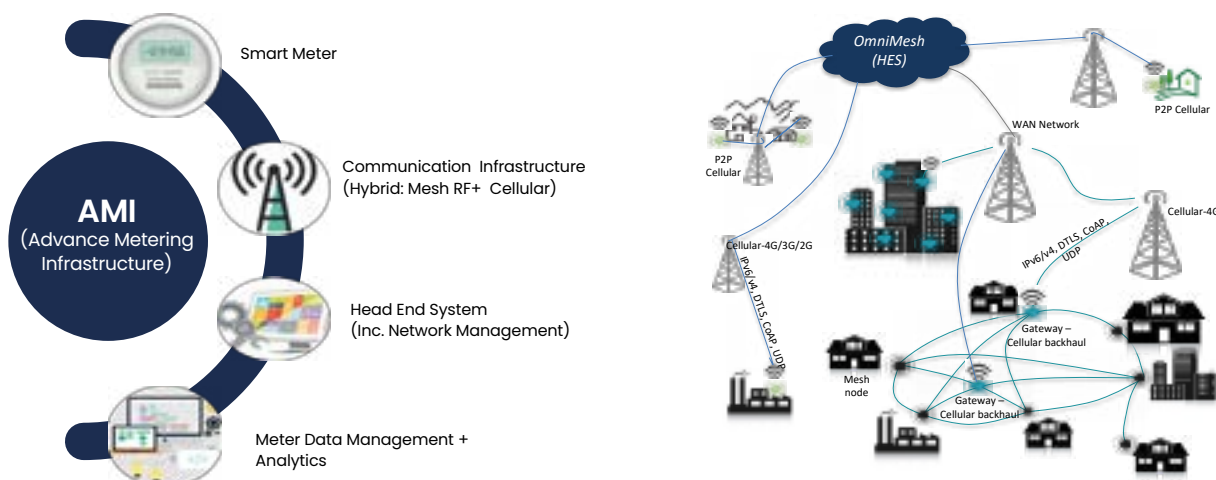 Smart Meter
Communication Infrastructure
(Hybrid: Mesh RF+ Cellular)
AMI
(Advance Metering
Infrastructure)
Head End System
(Inc. Network Management)
Meter Data Management +
Analytics
OmniMesh
(HES)
P2P Cellular
WAN Network
P2P
Cellular
Cellular-4G
Cellular-4G/3G/2G
IPv6/v4, DTLS, CoAP, UDP
IPv6/v4, DTLS, CoAP,
UDP
Gateway –
Cellular backhaul
Mesh
node
Gateway –
Cellular backhaul